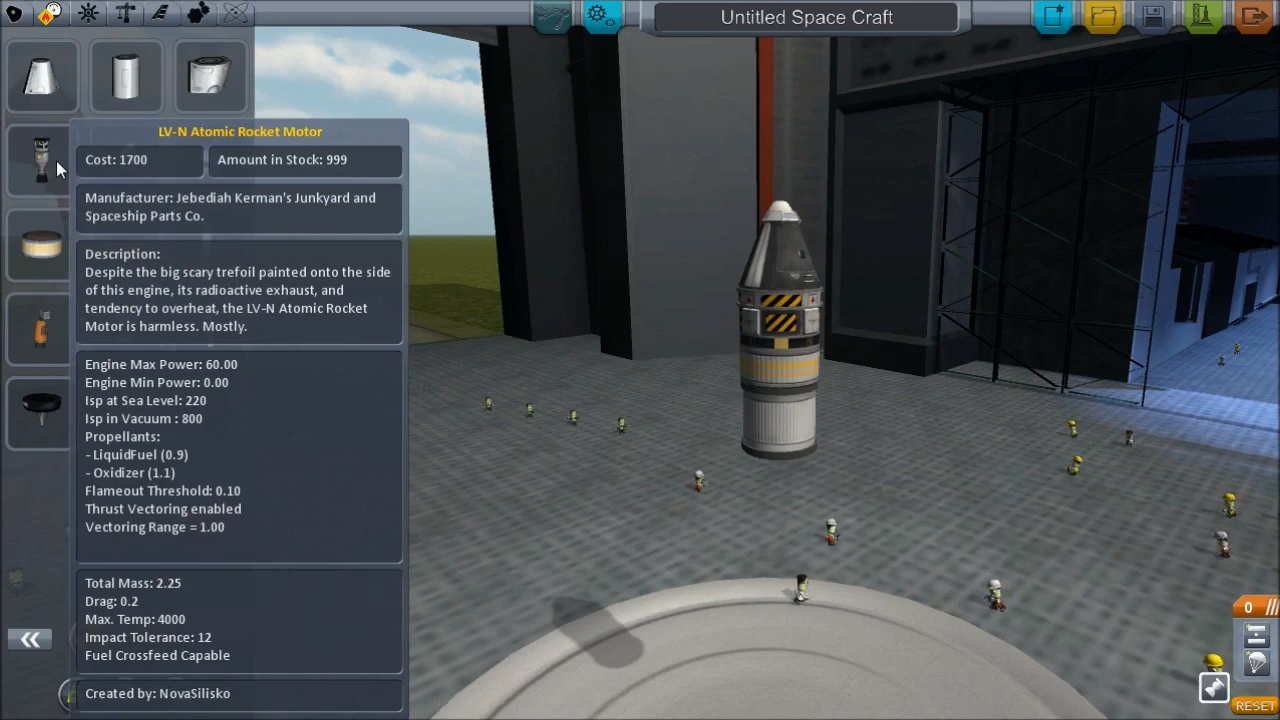 Untitled Space Craft
LV-N Atomic Rocket Motor
Cost: 1700
Amount in Stock: 999
Manufacturer: Jebediah Kerman's Junkyard and
Spaceship Parts Co.
Description:
Despite the big scary trefoil painted onto the side
of this engine, its radioactive exhaust, and
tendency to overheat, the LV-N Atomic Rocket
Motor is harmless. Mostly.
Engine Max Power: 60.00
Engine Min Power: 0.00
Isp at Sea Level: 220
Isp in Vacuum : 800
Propellants:
- LiquidFuel (0.9)
- Oxidizer (1.1)
Flameout Threshold: 0.10
Thrust Vectoring enabled
Vectoring Range = 1.00
Total Mass: 2.25
Drag: 0.2
Max. Temp: 4000
Impact Tolerance: 12
Fuel Crossfeed Capable
Created by: NovaSilisko
0
RESET